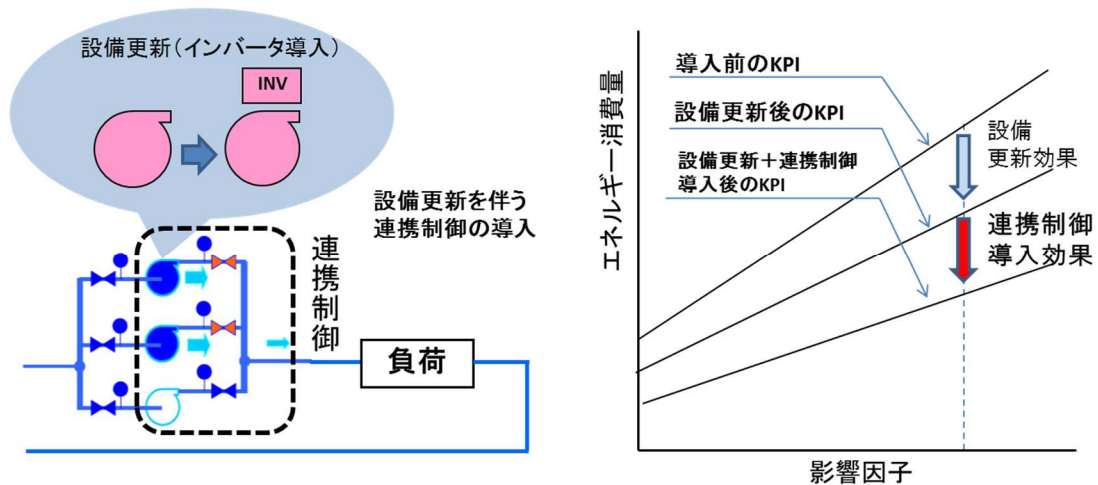 設備更新(インバータ導入)
INV
設備更新を伴う
連携制御の導入
連携制御
負荷
エネルギー消費量
導入前のKPI
設備更新後のKPI
設備更新+連携制御
導入後のKPI
設備
更新効果
連携制御
導入効果
影響因子